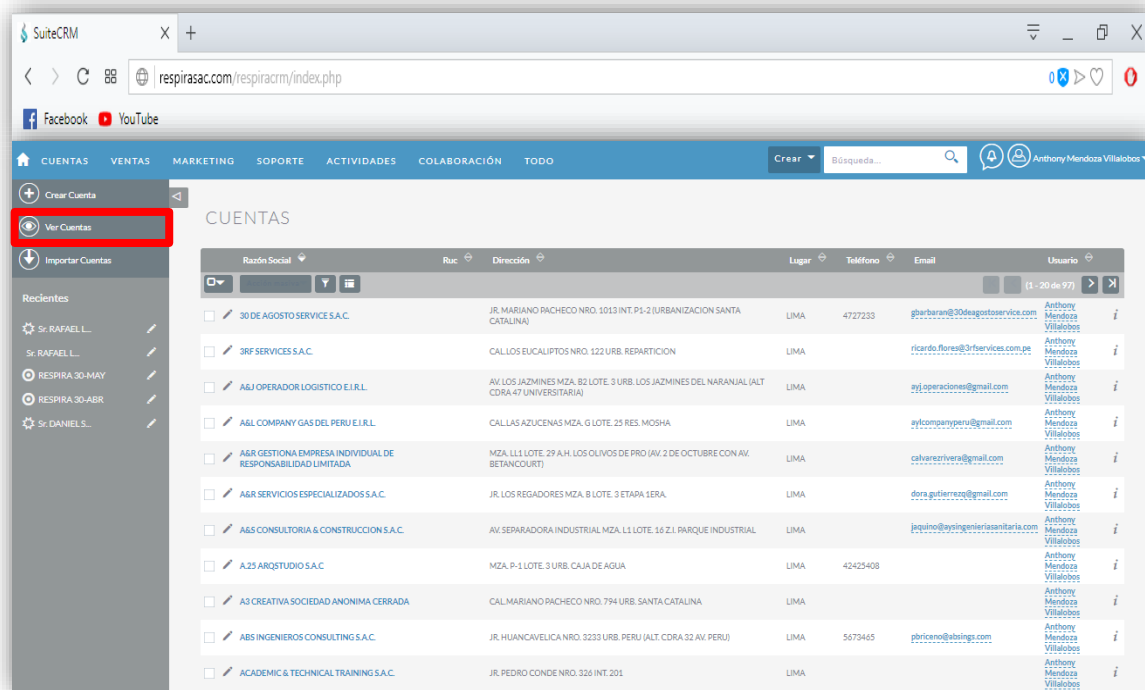 SuiteCRM
respirasac.com/respiracrm/index.php
0
Facebook YouTube
CUENTAS VENTAS MARKETING SOPORTE ACTIVIDADES COLABORACIÓN TODO Crear Búsqueda... Anthony Mendoza Villalobos
Crear Cuenta
Ver Cuentas
Importar Cuentas
Recientes
Sr. RAFAEL L...
Sr. RAFAEL L...
RESPIRA 30-MAY
RESPIRA 30-ABR
Sr. DANIEL S...
CUENTAS
Razón Social Ruc Dirección Lugar Teléfono Email Usuario
(1 - 20 de 97)
30 DE AGOSTO SERVICE S.A.C. JR. MARIANO PACHECO NRO. 1013 INT. P1-2 (URBANIZACION SANTA CATALINA) LIMA 4727233 gbarbaran@30deagostoservice.com Anthony Mendoza Villalobos
3RF SERVICES S.A.C. CAL.LOS EUCALIPTOS NRO. 122 URB. REPARTICION LIMA ricardo.flores@3rfservices.com.pe Anthony Mendoza Villalobos
A&J OPERADOR LOGISTICO E.I.R.L. AV. LOS JAZMINES MZA. B2 LOTE. 3 URB. LOS JAZMINES DEL NARANJAL (ALT CDRA 47 UNIVERSITARIA) LIMA ayj.operaciones@gmail.com Anthony Mendoza Villalobos
A&L COMPANY GAS DEL PERU E.I.R.L. CAL.LAS AZUCENAS MZA. G LOTE. 25 RES. MOSHA LIMA aylcompanyperu@gmail.com Anthony Mendoza Villalobos
A&R GESTIONA EMPRESA INDIVIDUAL DE RESPONSABILIDAD LIMITADA MZA. LL1 LOTE. 29 A.H. LOS OLIVOS DE PRO (AV. 2 DE OCTUBRE CON AV. BETANCOURT) LIMA calvarezrivera@gmail.com Anthony Mendoza Villalobos
A&R SERVICIOS ESPECIALIZADOS S.A.C. JR. LOS REGADORES MZA. B LOTE. 3 ETAPA 1ERA. LIMA dora.gutierrezq@gmail.com Anthony Mendoza Villalobos
A&S CONSULTORIA & CONSTRUCCION S.A.C. AV. SEPARADORA INDUSTRIAL MZA. L1 LOTE. 16 Z.I. PARQUE INDUSTRIAL LIMA jaquino@aysingenieriasanitaria.com Anthony Mendoza Villalobos
A.25 ARQSTUDIO S.A.C MZA. P-1 LOTE. 3 URB. CAJA DE AGUA LIMA 42425408 Anthony Mendoza Villalobos
A3 CREATIVA SOCIEDAD ANONIMA CERRADA CAL.MARIANO PACHECO NRO. 794 URB. SANTA CATALINA LIMA Anthony Mendoza Villalobos
ABS INGENIEROS CONSULTING S.A.C. JR. HUANCAVELICA NRO. 3233 URB. PERU (ALT. CDRA 32 AV. PERU) LIMA 5673465 pbriceno@absings.com Anthony Mendoza Villalobos
ACADEMIC & TECHNICAL TRAINING S.A.C. JR. PEDRO CONDE NRO. 326 INT. 201 LIMA Anthony Mendoza Villalobos